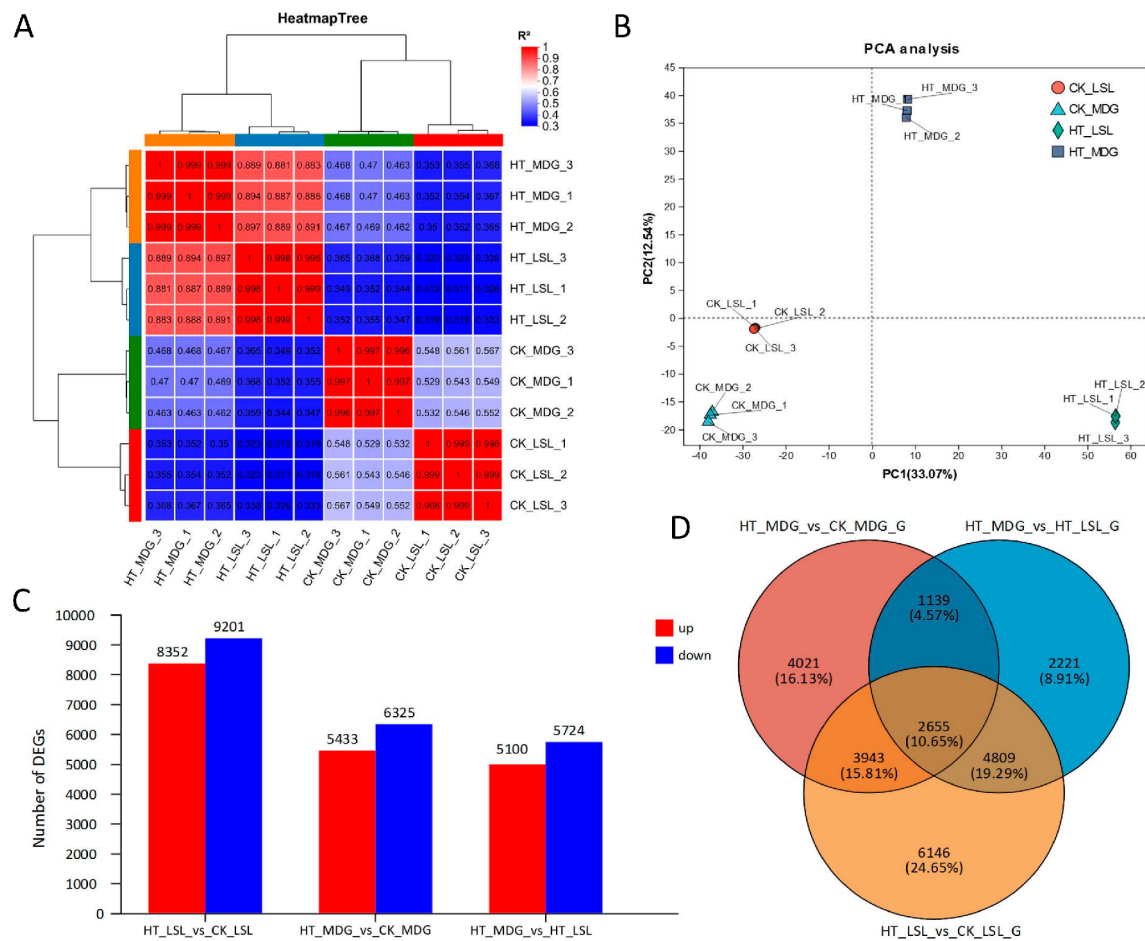 A
HeatmapTree
R²
1
0.9
0.8
0.7
0.6
0.5
0.4
0.3
1 0.999 0.999 0.889 0.881 0.883 0.468 0.47 0.463 0.353 0.355 0.368 HT_MDG_3
0.999 1 0.999 0.894 0.887 0.888 0.468 0.47 0.463 0.352 0.354 0.367 HT_MDG_1
0.999 0.999 1 0.897 0.889 0.891 0.467 0.469 0.462 0.35 0.352 0.365 HT_MDG_2
0.889 0.894 0.897 1 0.998 0.998 0.365 0.368 0.359 0.323 0.323 0.338 HT_LSL_3
0.881 0.887 0.889 0.998 1 0.999 0.349 0.352 0.344 HT_LSL_1
0.883 0.888 0.891 0.998 0.999 1 0.352 0.355 0.347 0.333 HT_LSL_2
0.468 0.468 0.467 0.365 0.349 0.352 1 0.997 0.996 0.548 0.561 0.567 CK_MDG_3
0.47 0.47 0.469 0.368 0.352 0.355 0.997 1 0.997 0.529 0.543 0.549 CK_MDG_1
0.463 0.463 0.462 0.359 0.344 0.347 0.996 0.997 1 0.532 0.546 0.552 CK_MDG_2
0.353 0.352 0.35 0.323 0.548 0.529 0.532 1 0.999 0.998 CK_LSL_1
0.355 0.354 0.352 0.323 0.561 0.543 0.546 0.999 1 0.999 CK_LSL_2
0.368 0.367 0.365 0.338 0.333 0.567 0.549 0.552 0.998 0.999 1 CK_LSL_3
HT_MDG_3 HT_MDG_1 HT_MDG_2 HT_LSL_3 HT_LSL_1 HT_LSL_2 CK_MDG_3 CK_MDG_1 CK_MDG_2 CK_LSL_1 CK_LSL_2 CK_LSL_3
B
PCA analysis
PC2(12.54%)
45
40
35
30
25
20
15
10
5
0
-5
-10
-15
-20
-40 -30 -20 -10 0 10 20 30 40 50 60
PC1(33.07%)
HT_MDG_3
HT_MDG_1
HT_MDG_2
CK_LSL_1
CK_LSL_2
CK_LSL_3
CK_MDG_2
CK_MDG_1
CK_MDG_3
HT_LSL_2
HT_LSL_1
HT_LSL_3
CK_LSL
CK_MDG
HT_LSL
HT_MDG
C
Number of DEGs
10000
9000
8000
7000
6000
5000
4000
3000
2000
1000
0
8352
9201
5433
6325
5100
5724
HT_LSL_vs_CK_LSL HT_MDG_vs_CK_MDG HT_MDG_vs_HT_LSL
up
down
D
HT_MDG_vs_CK_MDG_G HT_MDG_vs_HT_LSL_G
1139
(4.57%)
4021
(16.13%)
2221
(8.91%)
2655
(10.65%)
3943
(15.81%)
4809
(19.29%)
6146
(24.65%)
HT_LSL_vs_CK_LSL_G